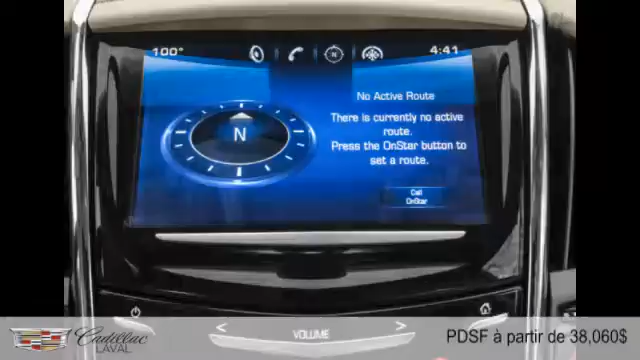 100°
4:41
No Active Route
There is currently no active
route.
Press the OnStar button to
set a route.
N
Call
OnStar
VOLUME
Cadillac
LAVAL
PDSF à partir de 38,060$